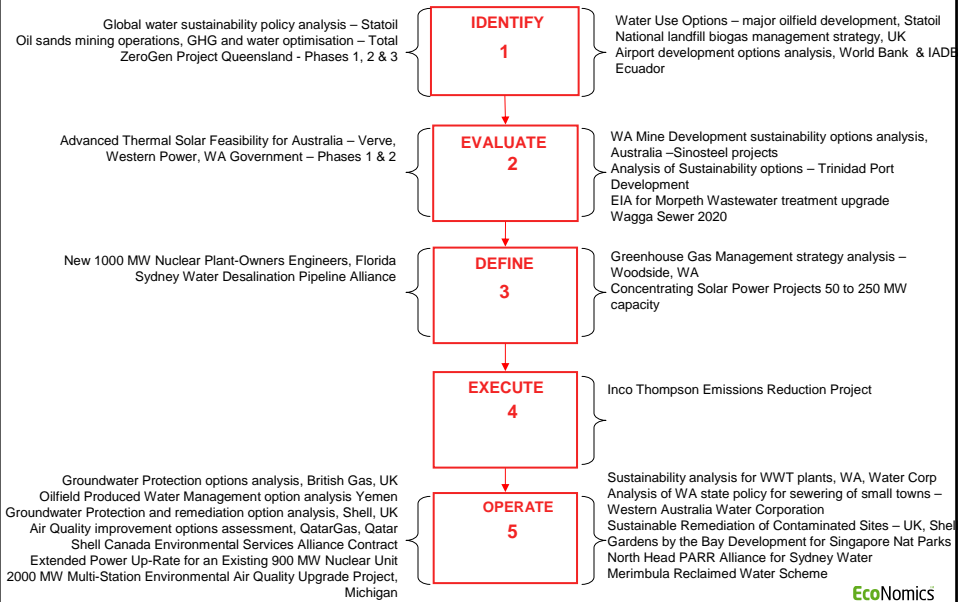 Global water sustainability policy analysis – Statoil
Oil sands mining operations, GHG and water optimisation – Total
ZeroGen Project Queensland - Phases 1, 2 & 3
IDENTIFY
1
Water Use Options – major oilfield development, Statoil
National landfill biogas management strategy, UK
Airport development options analysis, World Bank & IADB
Ecuador
Advanced Thermal Solar Feasibility for Australia – Verve,
Western Power, WA Government – Phases 1 & 2
EVALUATE
2
WA Mine Development sustainability options analysis,
Australia –Sinosteel projects
Analysis of Sustainability options – Trinidad Port
Development
EIA for Morpeth Wastewater treatment upgrade
Wagga Sewer 2020
New 1000 MW Nuclear Plant-Owners Engineers, Florida
Sydney Water Desalination Pipeline Alliance
DEFINE
3
Greenhouse Gas Management strategy analysis –
Woodside, WA
Concentrating Solar Power Projects 50 to 250 MW
capacity
EXECUTE
4
Inco Thompson Emissions Reduction Project
Groundwater Protection options analysis, British Gas, UK
Oilfield Produced Water Management option analysis Yemen
Groundwater Protection and remediation option analysis, Shell, UK
Air Quality improvement options assessment, QatarGas, Qatar
Shell Canada Environmental Services Alliance Contract
Extended Power Up-Rate for an Existing 900 MW Nuclear Unit
2000 MW Multi-Station Environmental Air Quality Upgrade Project,
Michigan
OPERATE
5
Sustainability analysis for WWT plants, WA, Water Corp
Analysis of WA state policy for sewering of small towns –
Western Australia Water Corporation
Sustainable Remediation of Contaminated Sites – UK, Shel
Gardens by the Bay Development for Singapore Nat Parks
North Head PARR Alliance for Sydney Water
Merimbula Reclaimed Water Scheme
EcoNomics